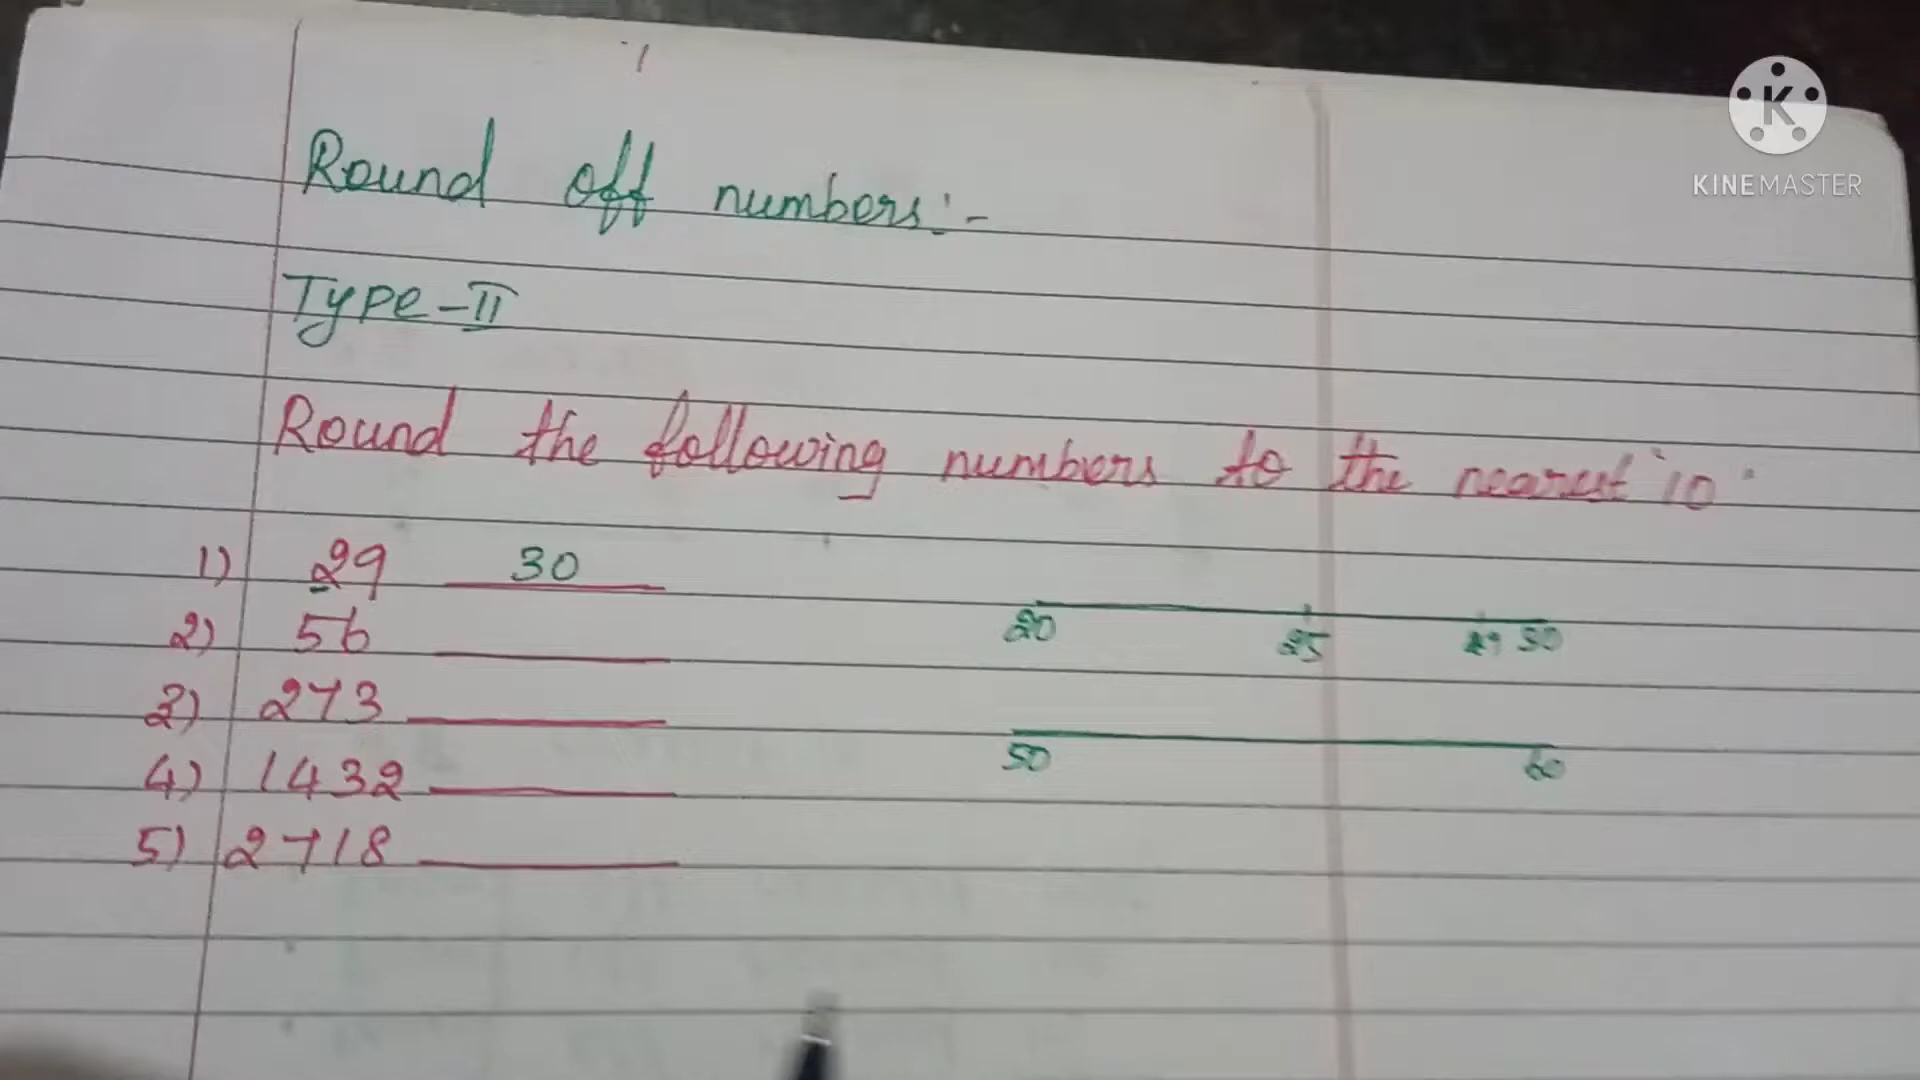 Round off numbers:-
Type-II
Round the following numbers to the nearest '10'
1) 29 30
2) 56
3) 273
4) 1432
5) 2718
20 25 29 30
50 60
K
KINEMASTER